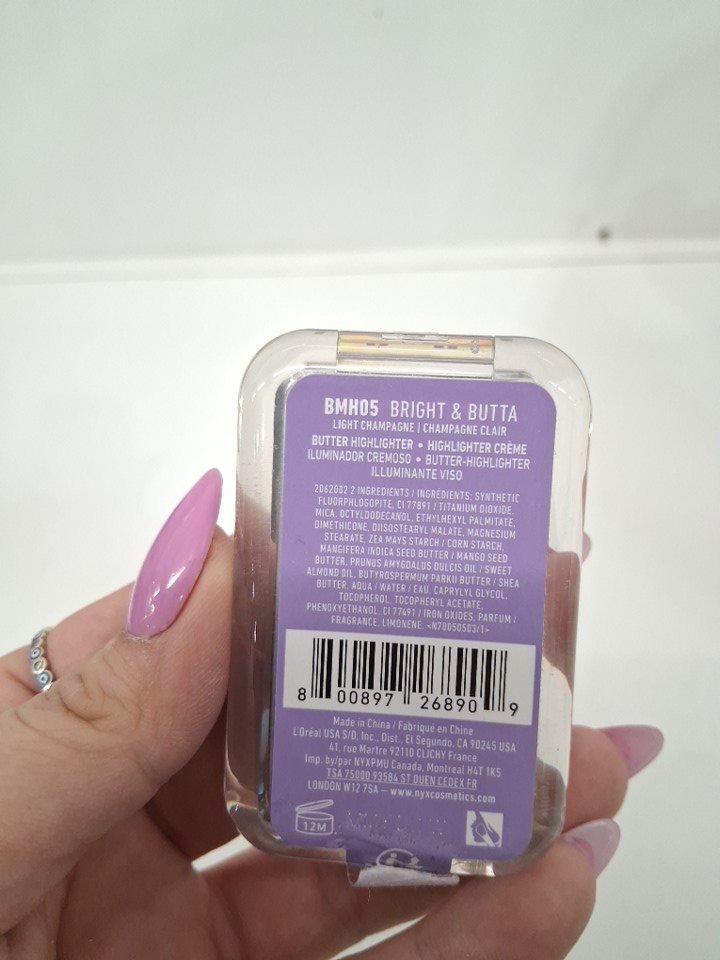 BMH05 BRIGHT & BUTTA
LIGHT CHAMPAGNE | CHAMPAGNE CLAIR
BUTTER HIGHLIGHTER • HIGHLIGHTER CRÈME
ILUMINADOR CREMOSO • BUTTER-HIGHLIGHTER
ILLUMINANTE VISO
2062002 2 INGREDIENTS / INGREDIENTS: SYNTHETIC
FLUORPHLOGOPITE, CI 77891 / TITANIUM DIOXIDE,
MICA, OCTYLDODECANOL, ETHYLHEXYL PALMITATE,
DIMETHICONE, DIISOSTEARYL MALATE, MAGNESIUM
STEARATE, ZEA MAYS STARCH / CORN STARCH,
MANGIFERA INDICA SEED BUTTER / MANGO SEED
BUTTER, PRUNUS AMYGDALUS DULCIS OIL / SWEET
ALMOND OIL, BUTYROSPERMUM PARKII BUTTER / SHEA
BUTTER, AQUA / WATER / EAU, CAPRYLYL GLYCOL,
TOCOPHEROL, TOCOPHERYL ACETATE,
PHENOXYETHANOL, CI 77491 / IRON OXIDES, PARFUM /
FRAGRANCE, LIMONENE. <N70050503/1>
8 00897 26890 9
Made in China / Fabriqué en Chine
L'Oréal USA S/D, Inc., Dist., El Segundo, CA 90245 USA
41, rue Martre 92110 CLICHY France
Imp. by/par NYXPMU Canada, Montreal H4T 1K5
TSA 75000 93584 ST OUEN CEDEX FR
LONDON W12 7SA – www.nyxcosmetics.com
12M